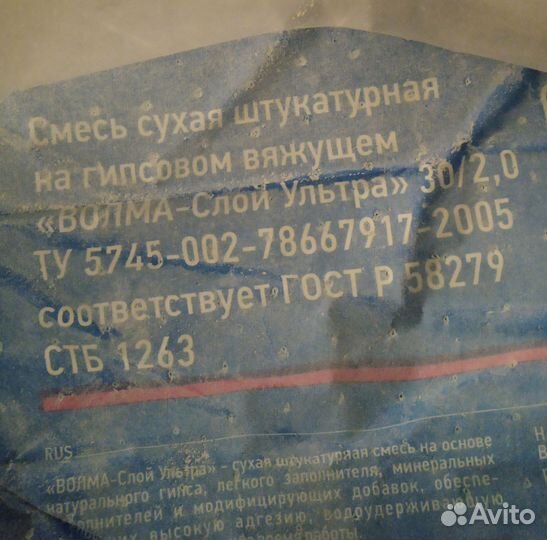 Смесь сухая штукатурная
на гипсовом вяжущем
«ВОЛМА-Слой Ультра» 30/2,0
ТУ 5745-002-78667917-2005
соответствует ГОСТ Р 58279
СТБ 1263
RUS
«ВОЛМА-Слой Ультра» - сухая штукатурная смесь на основе
натурального гипса, легкого заполнителя, минеральных
и модифицирующих добавок, обеспе-
высокую адгезию, водоудерживающую
работы.
Н
В
Avito